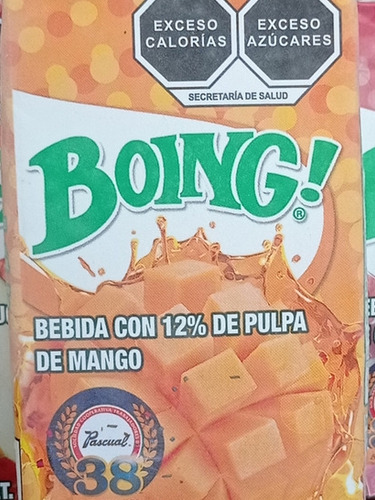 EXCESO
CALORÍAS
EXCESO
AZÚCARES
SECRETARÍA DE SALUD
BOING!
®
BEBIDA CON 12% DE PULPA
DE MANGO
Pascual
38
T.